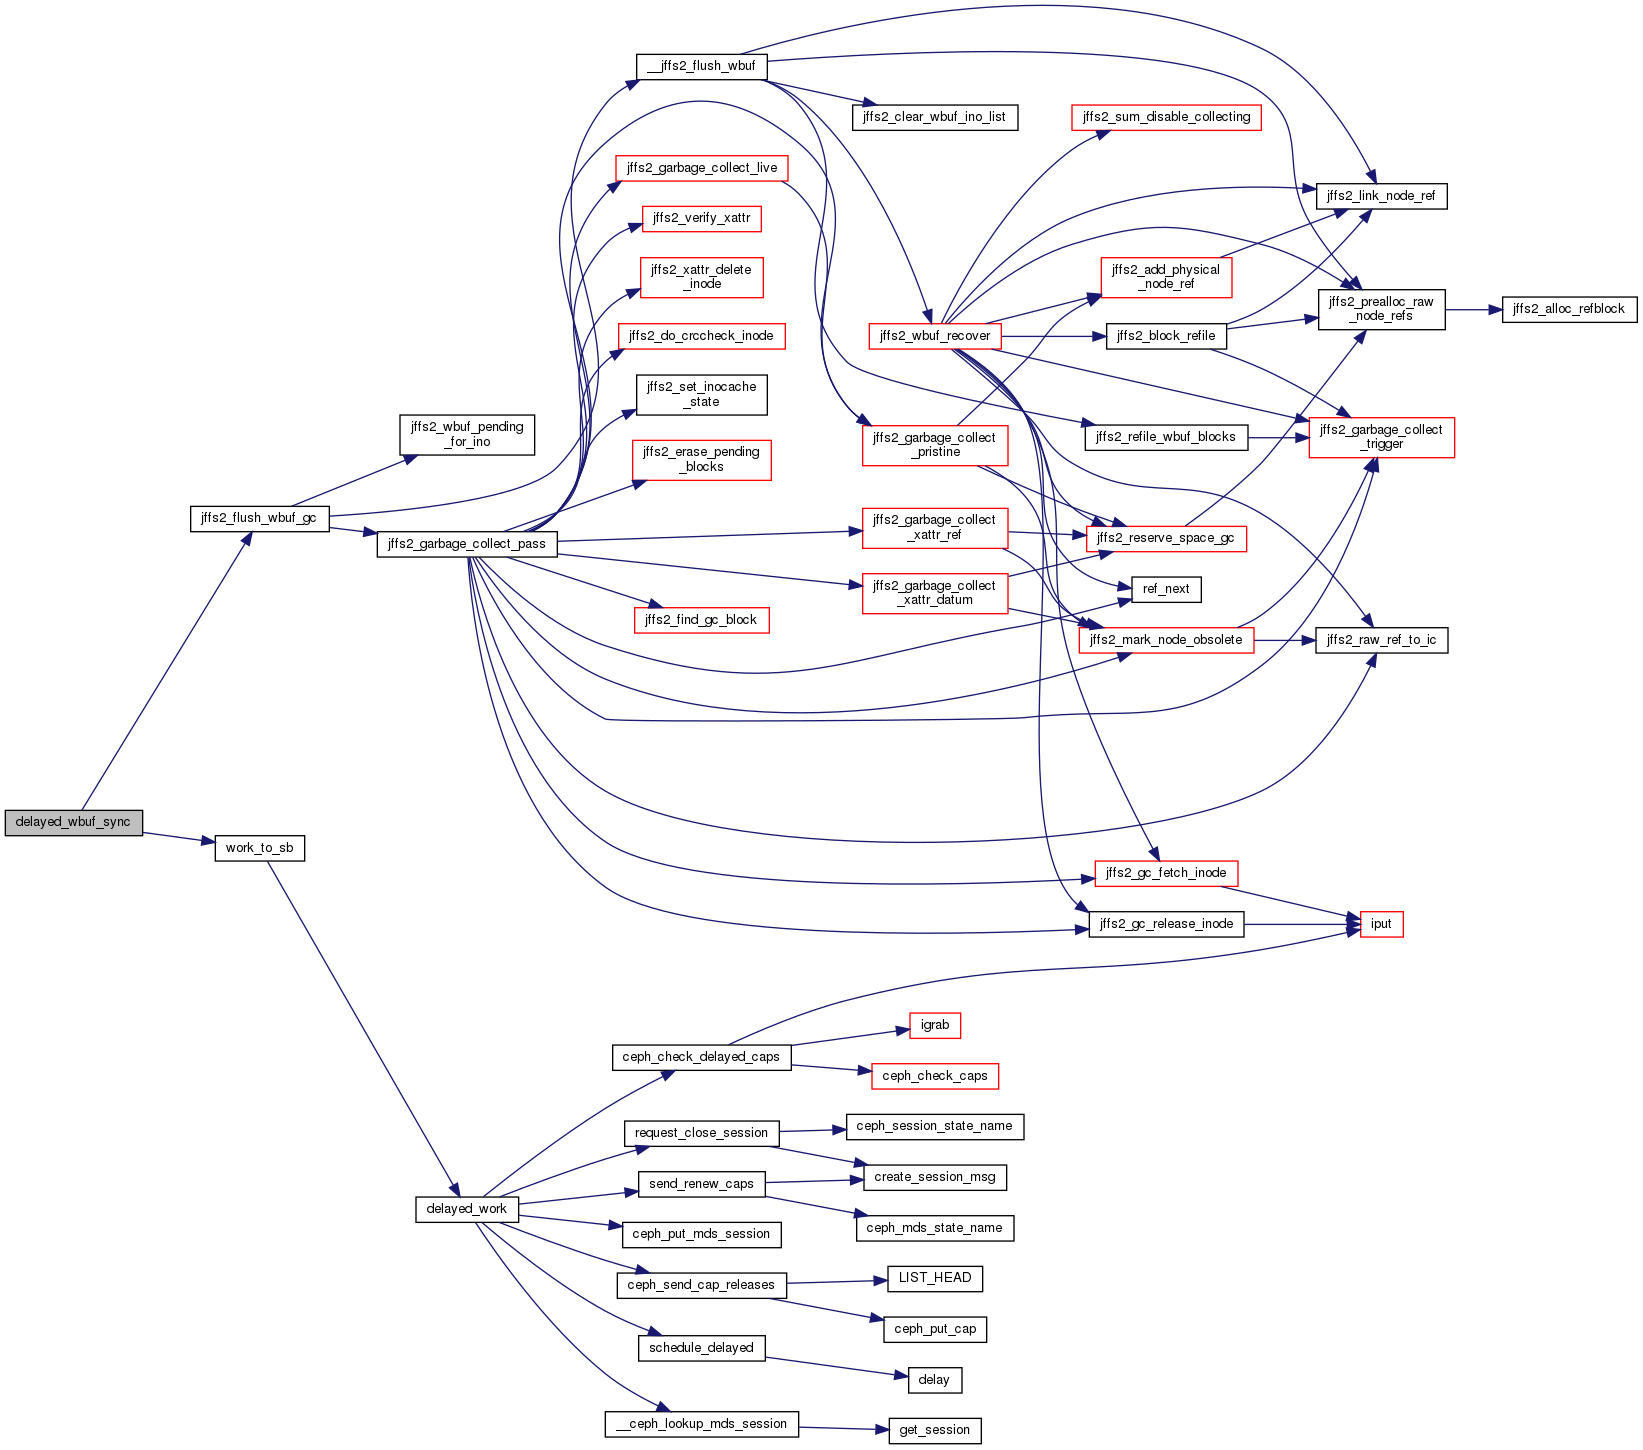 __jffs2_flush_wbuf
jffs2_clear_wbuf_ino_list
jffs2_sum_disable_collecting
jffs2_garbage_collect_live
jffs2_link_node_ref
jffs2_verify_xattr
jffs2_xattr_delete
_inode
jffs2_add_physical
_node_ref
jffs2_prealloc_raw
_node_refs
jffs2_alloc_refblock
jffs2_do_crccheck_inode
jffs2_wbuf_recover
jffs2_block_refile
jffs2_set_inocache
_state
jffs2_wbuf_pending
_for_ino
jffs2_erase_pending
_blocks
jffs2_garbage_collect
_pristine
jffs2_refile_wbuf_blocks
jffs2_garbage_collect
_trigger
jffs2_flush_wbuf_gc
jffs2_garbage_collect_pass
jffs2_garbage_collect
_xattr_ref
jffs2_reserve_space_gc
jffs2_garbage_collect
_xattr_datum
ref_next
jffs2_find_gc_block
jffs2_mark_node_obsolete
jffs2_raw_ref_to_ic
delayed_wbuf_sync
work_to_sb
jffs2_gc_fetch_inode
jffs2_gc_release_inode
iput
igrab
ceph_check_delayed_caps
ceph_check_caps
request_close_session
ceph_session_state_name
create_session_msg
send_renew_caps
delayed_work
ceph_mds_state_name
ceph_put_mds_session
LIST_HEAD
ceph_send_cap_releases
ceph_put_cap
schedule_delayed
delay
__ceph_lookup_mds_session
get_session